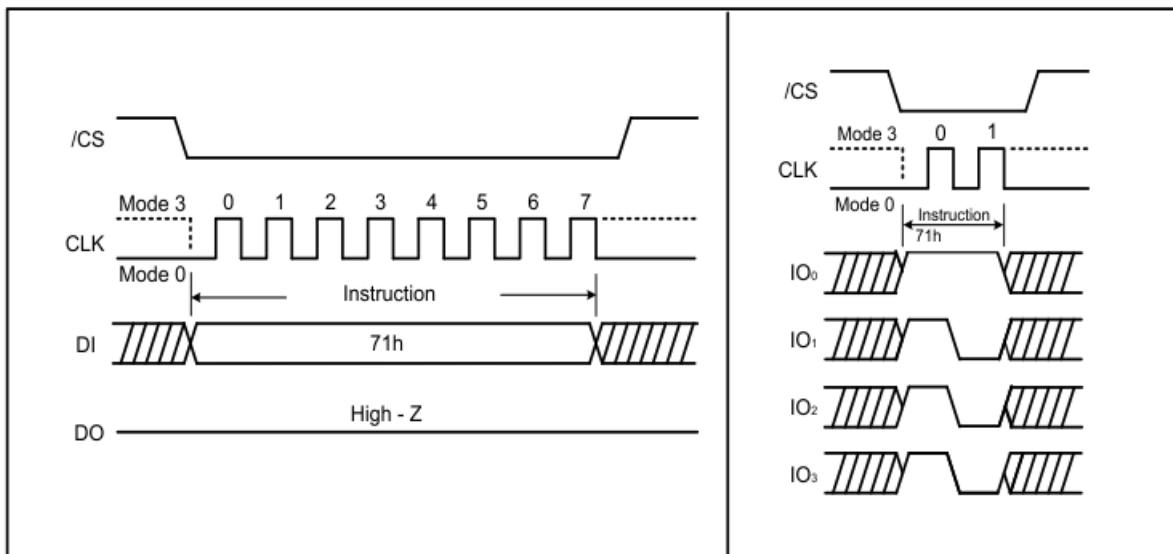 /CS
Mode 3
0 1 2 3 4 5 6 7
CLK
Mode 0
Instruction
DI
71h
High - Z
DO
/CS
Mode 3
0 1
CLK
Mode 0
Instruction
71h
IO₀
IO₁
IO₂
IO₃